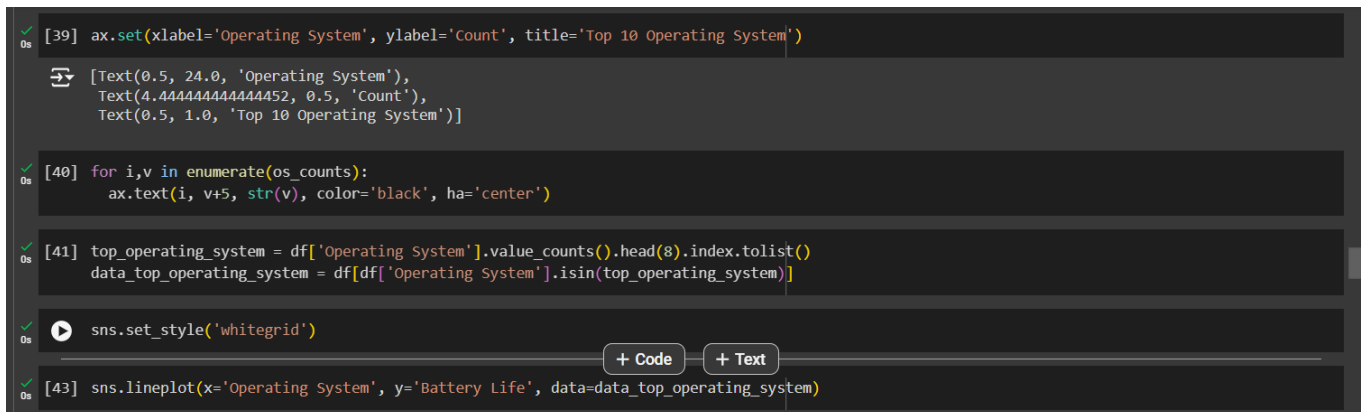 [39] ax.set(xlabel='Operating System', ylabel='Count', title='Top 10 Operating System')
0s
[Text(0.5, 24.0, 'Operating System'),
Text(4.444444444444452, 0.5, 'Count'),
Text(0.5, 1.0, 'Top 10 Operating System')]
[40] for i,v in enumerate(os_counts):
0s
ax.text(i, v+5, str(v), color='black', ha='center')
[41] top_operating_system = df['Operating System'].value_counts().head(8).index.tolist()
0s
data_top_operating_system = df[df['Operating System'].isin(top_operating_system)]
sns.set_style('whitegrid')
0s
+ Code + Text
[43] sns.lineplot(x='Operating System', y='Battery Life', data=data_top_operating_system)
0s